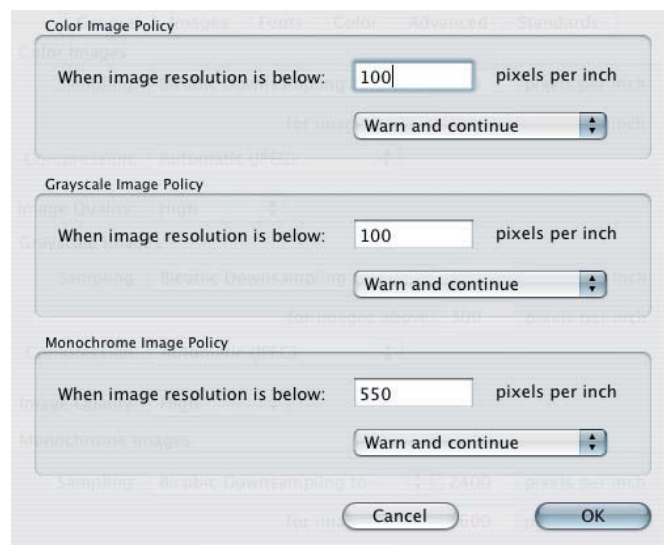 Color Image Policy
When image resolution is below: 100 pixels per inch
Warn and continue
Grayscale Image Policy
When image resolution is below: 100 pixels per inch
Warn and continue
Monochrome Image Policy
When image resolution is below: 550 pixels per inch
Warn and continue
Cancel OK